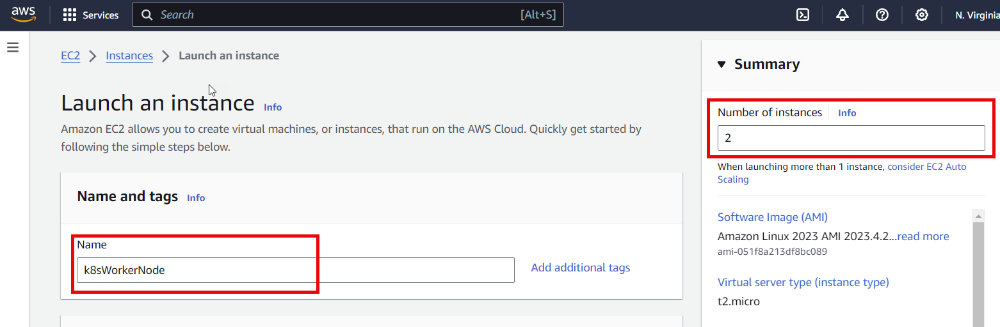 aws
Services
Search
[Alt+S]
N. Virginia
EC2
Instances
Launch an instance
Launch an instance Info
Amazon EC2 allows you to create virtual machines, or instances, that run on the AWS Cloud. Quickly get started by
following the simple steps below.
Name and tags Info
Name
k8sWorkerNode
Add additional tags
Summary
Number of instances Info
2
When launching more than 1 instance, consider EC2 Auto
Scaling
Software Image (AMI)
Amazon Linux 2023 AMI 2023.4.2...read more
ami-051f8a213df8bc089
Virtual server type (instance type)
t2.micro